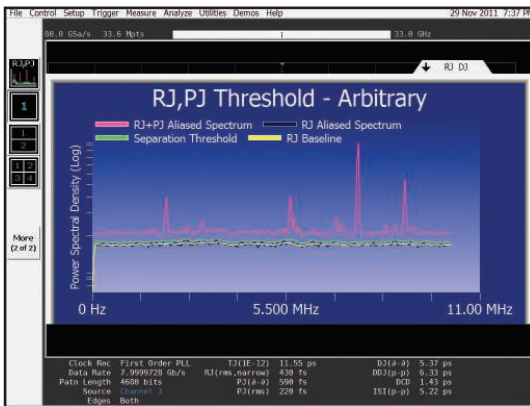 File Control Setup Trigger Measure Analyze Utilities Demos Help 29 Nov 2011 7:37 P
80.0 GSa/s 33.6 Mpts 33.0 GHz
RJ,PJ
RJ DJ
RJ,PJ Threshold - Arbitrary
RJ+PJ Aliased Spectrum RJ Aliased Spectrum
Separation Threshold RJ Baseline
1
1
2
1 2
3 4
Power Spectral Density (Log)
More
(2 of 2)
0 Hz 5.500 MHz 11.00 MHz
Clock Rec First Order PLL TJ(1E-12) 11.55 ps DJ(∂-∂) 5.37 ps
Data Rate 7.9999728 Gb/s RJ(rms,narrow) 430 fs DDJ(p-p) 6.33 ps
Patn Length 4680 bits PJ(∂-∂) 590 fs DCD 1.43 ps
Source Channel 3 PJ(rms) 220 fs ISI(p-p) 5.22 ps
Edges Both